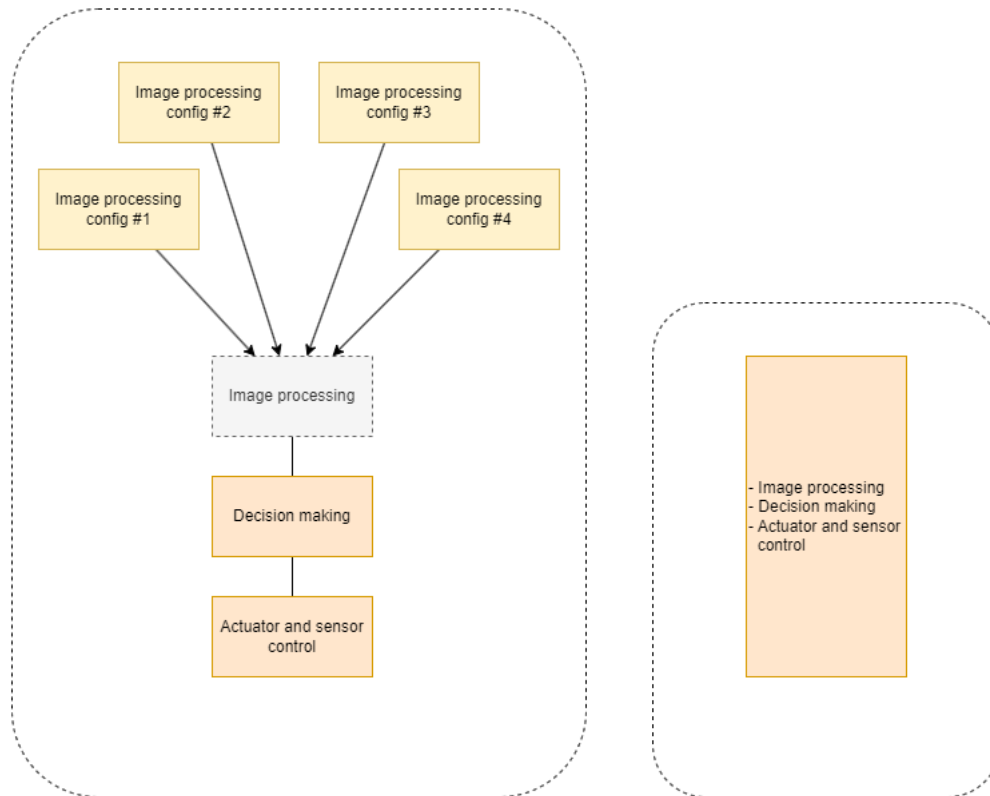 Image processing
config #2
Image processing
config #3
Image processing
config #1
Image processing
config #4
Image processing
Decision making
Actuator and sensor
control
- Image processing
- Decision making
- Actuator and sensor
control